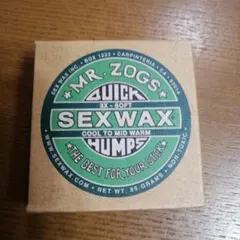 SEX WAX INC. • BOX 1222 • CARPINTERIA • CA • 93014
MR. ZOGS
QUICK
3X - SOFT
SEXWAX
COOL TO MID WARM
HUMPS
• THE BEST FOR YOUR STICK •
WWW.SEXWAX.COM • NET WT. 85 GRAMS • NON-TOXIC